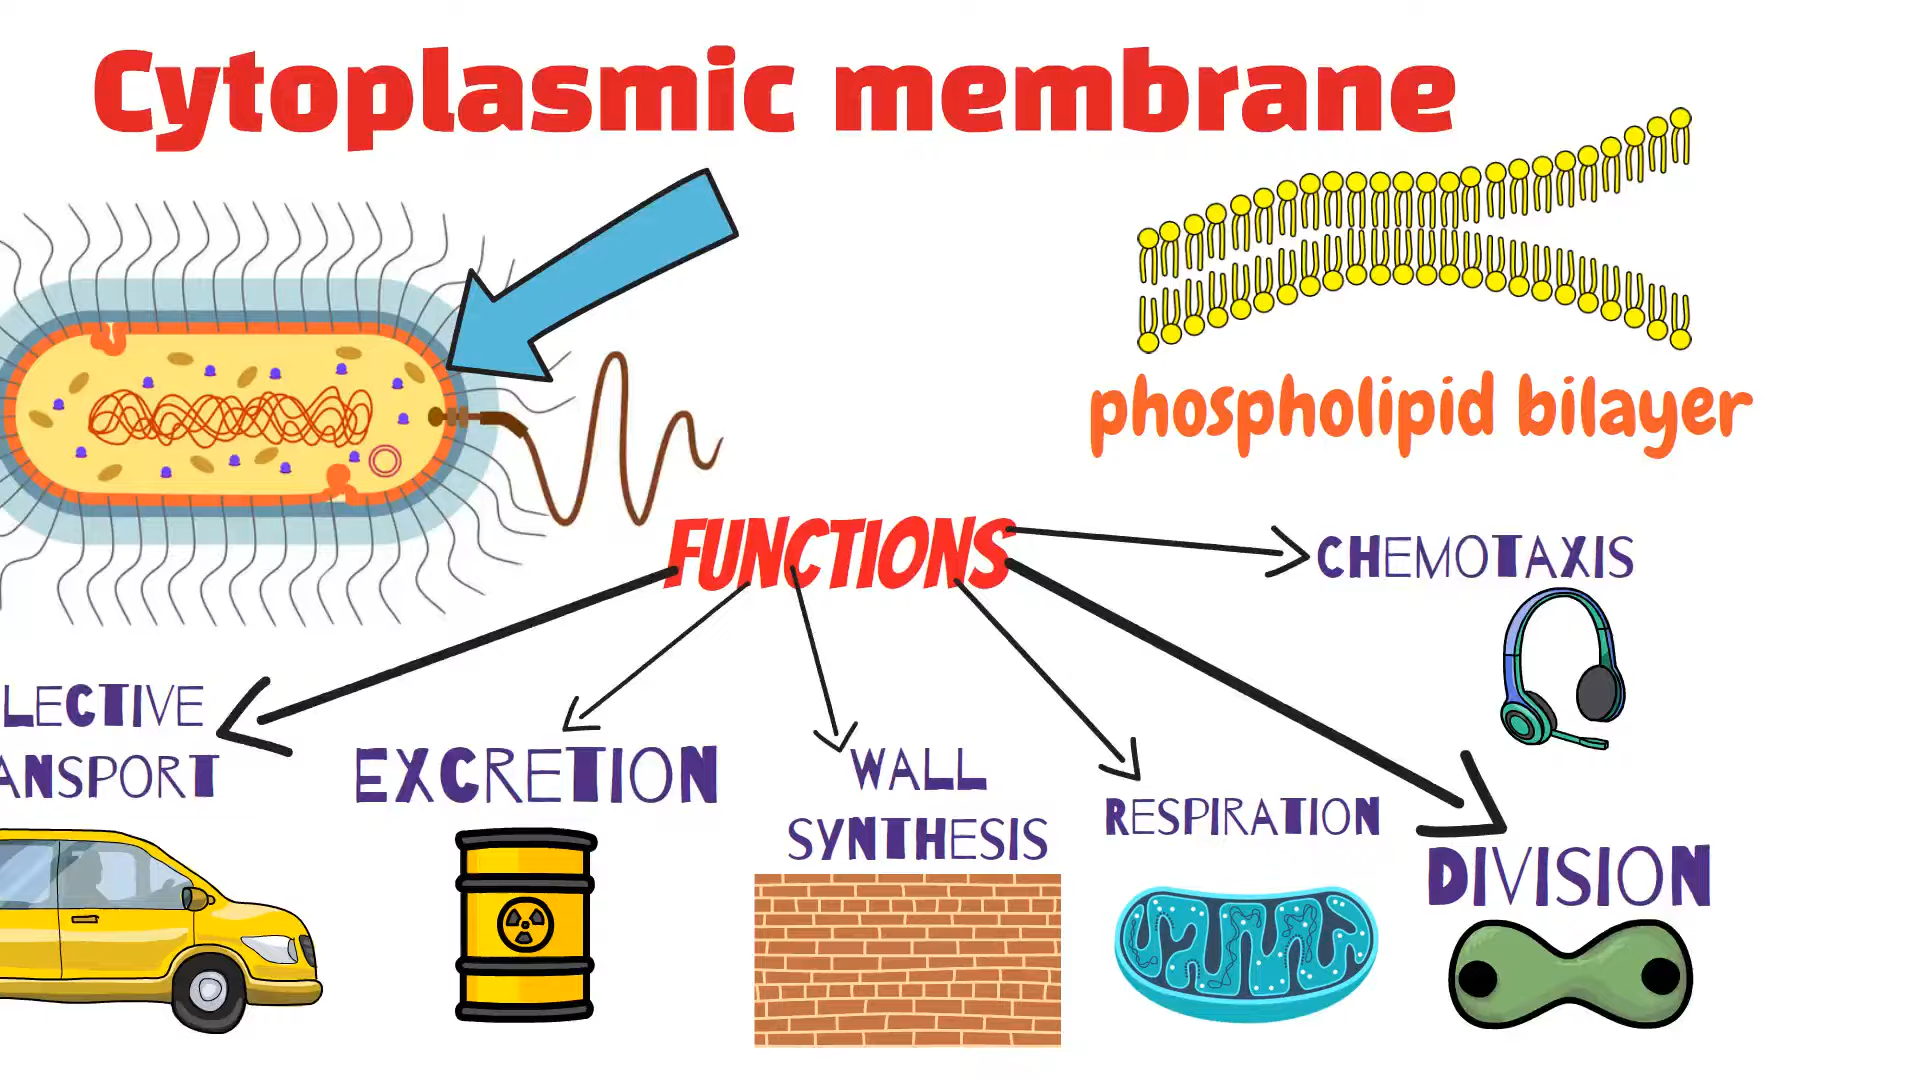 Cytoplasmic membrane
phospholipid bilayer
FUNCTIONS
CHEMOTAXIS
LECTIVE
ANSPORT
EXCRETION
WALL
SYNTHESIS
RESPIRATION
DIVISION